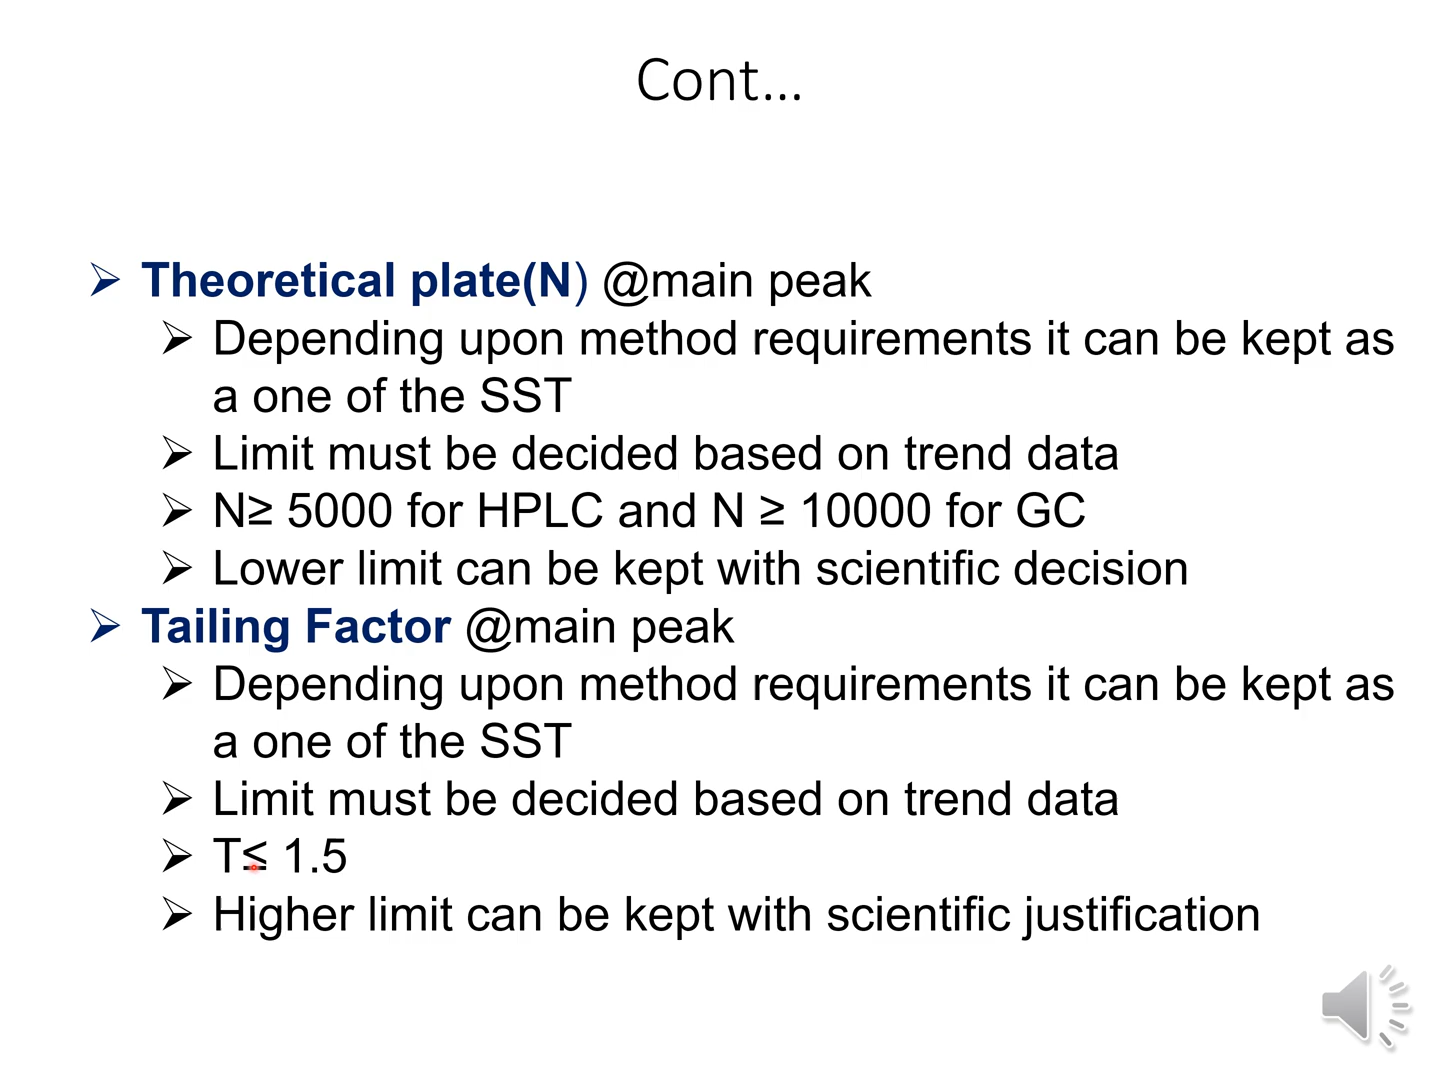 Cont…
➢ Theoretical plate(N) @main peak
➢ Depending upon method requirements it can be kept as
a one of the SST
➢ Limit must be decided based on trend data
➢ N≥ 5000 for HPLC and N ≥ 10000 for GC
➢ Lower limit can be kept with scientific decision
➢ Tailing Factor @main peak
➢ Depending upon method requirements it can be kept as
a one of the SST
➢ Limit must be decided based on trend data
➢ T≤ 1.5
➢ Higher limit can be kept with scientific justification